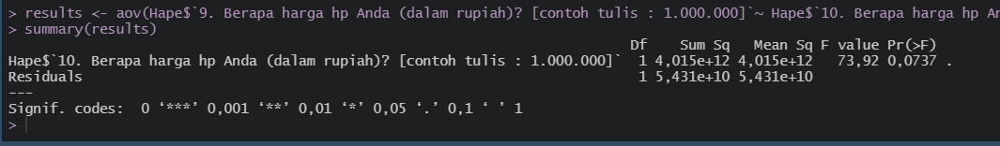 > results <- aov(Hape$`9. Berapa harga hp Anda (dalam rupiah)? [contoh tulis : 1.000.000]`~ Hape$`10. Berapa harga hp
> summary(results)
Df Sum Sq Mean Sq F value Pr(>F)
Hape$`10. Berapa harga hp Anda (dalam rupiah)? [contoh tulis : 1.000.000]` 1 4,015e+12 4,015e+12 73,92 0,0737 .
Residuals 1 5,431e+10 5,431e+10
---
Signif. codes: 0 ‘***’ 0,001 ‘**’ 0,01 ‘*’ 0,05 ‘.’ 0,1 ‘ ’ 1
>